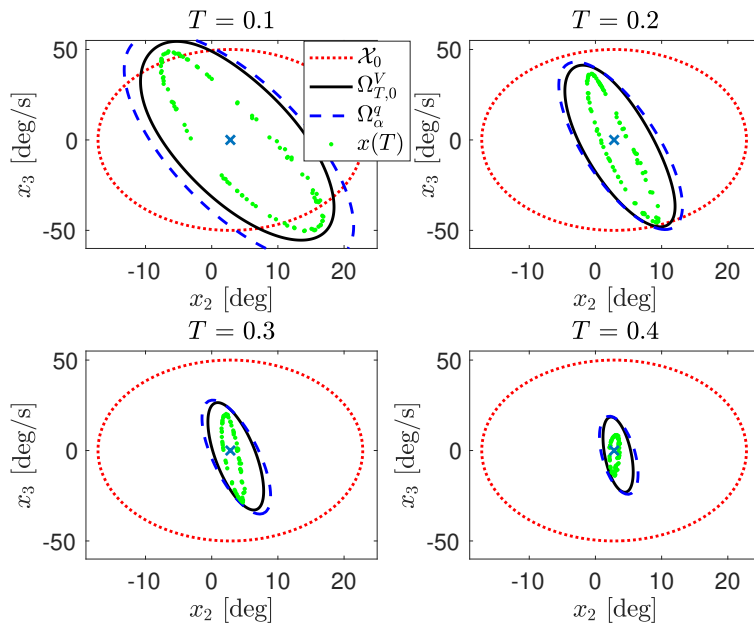 T = 0.1
T = 0.2
50
0
-50
-10
0
10
20
x₃ [deg/s]
x₂ [deg]
𝒳₀
Ω^V_{T,0}
Ω^q_α
x(T)
50
0
-50
-10
0
10
20
x₃ [deg/s]
x₂ [deg]
T = 0.3
T = 0.4
50
0
-50
-10
0
10
20
x₃ [deg/s]
x₂ [deg]
50
0
-50
-10
0
10
20
x₃ [deg/s]
x₂ [deg]